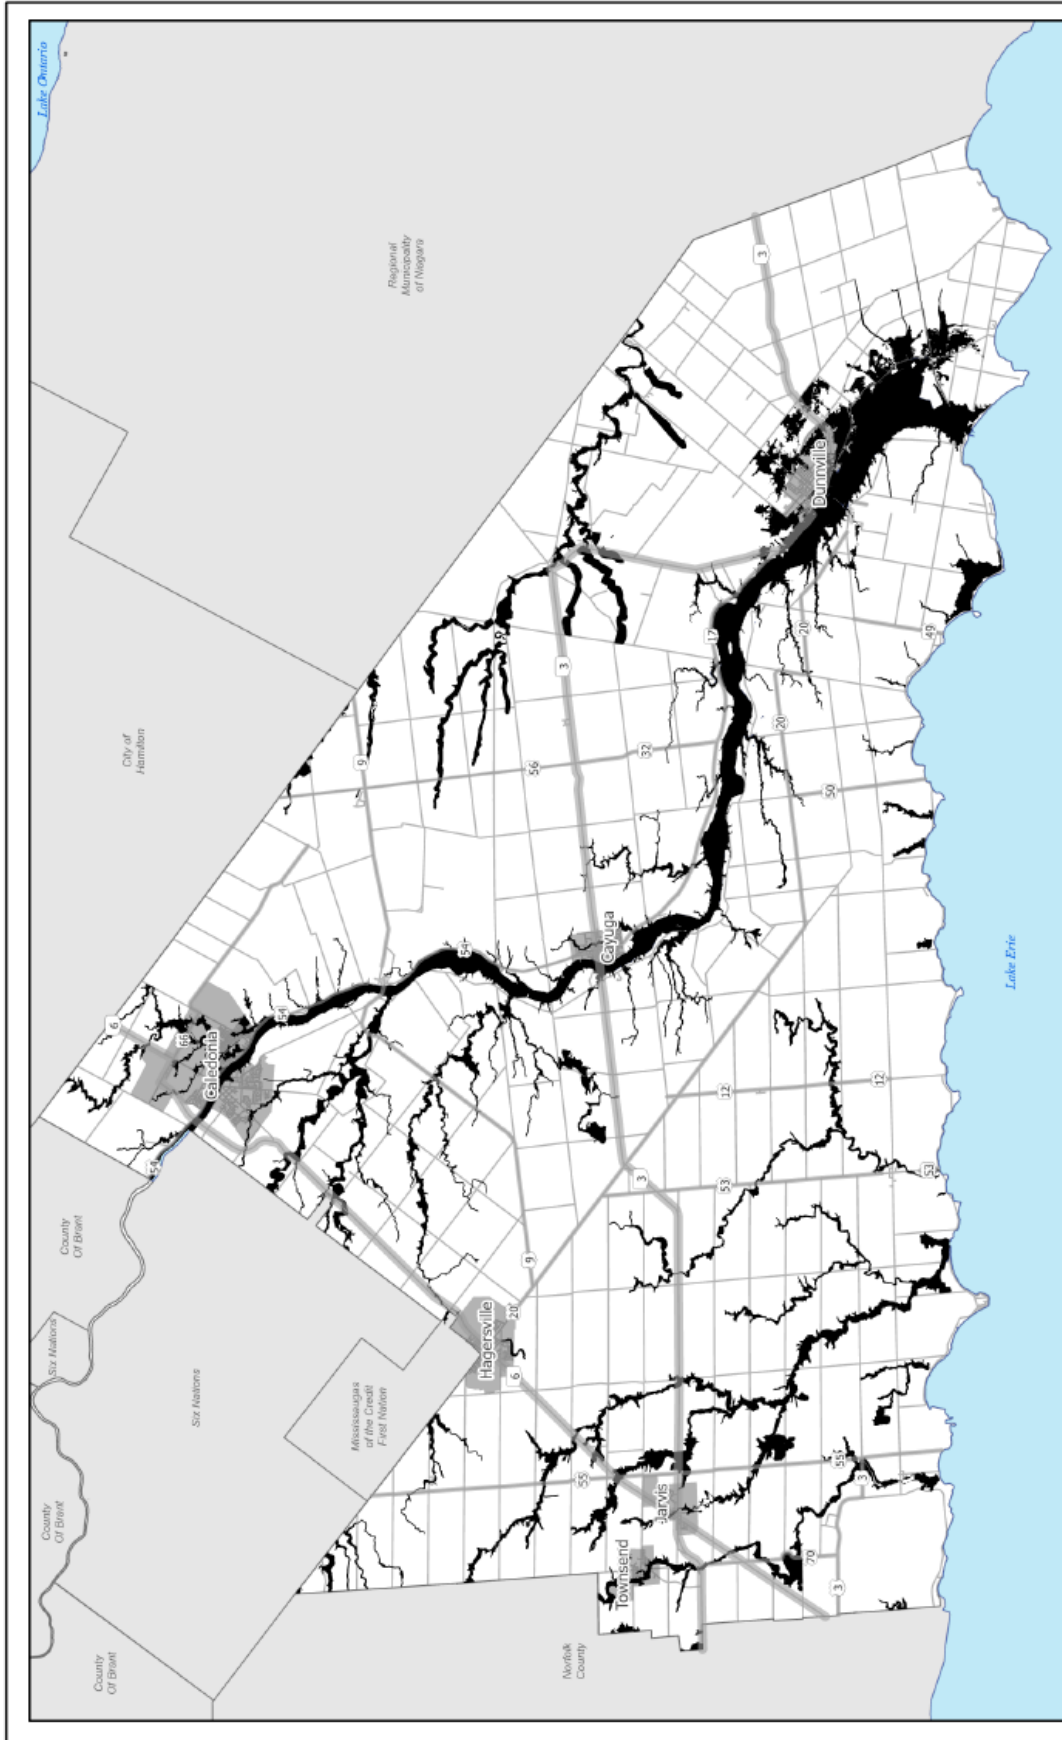 Lake Ontario
County
Of Brant
Six Nations
County
Of Brant
County
Of Brant
Six Nations
City of
Hamilton
Regional
Municipality
of Niagara
Mississaugas
of the Credit
First Nation
Norfolk
County
54
6
66
Caledonia
54
9
54
Hagersville
20
6
9
56
3
55
Cayuga
32
Townsend
Jarvis
3
17
53
12
3
20
20
Dunnville
70
50
3
55
3
12
53
49
Lake Erie